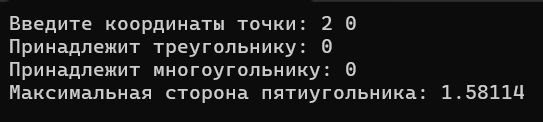 Введите координаты точки: 2 0
Принадлежит треугольнику: 0
Принадлежит многоугольнику: 0
Максимальная сторона пятиугольника: 1.58114